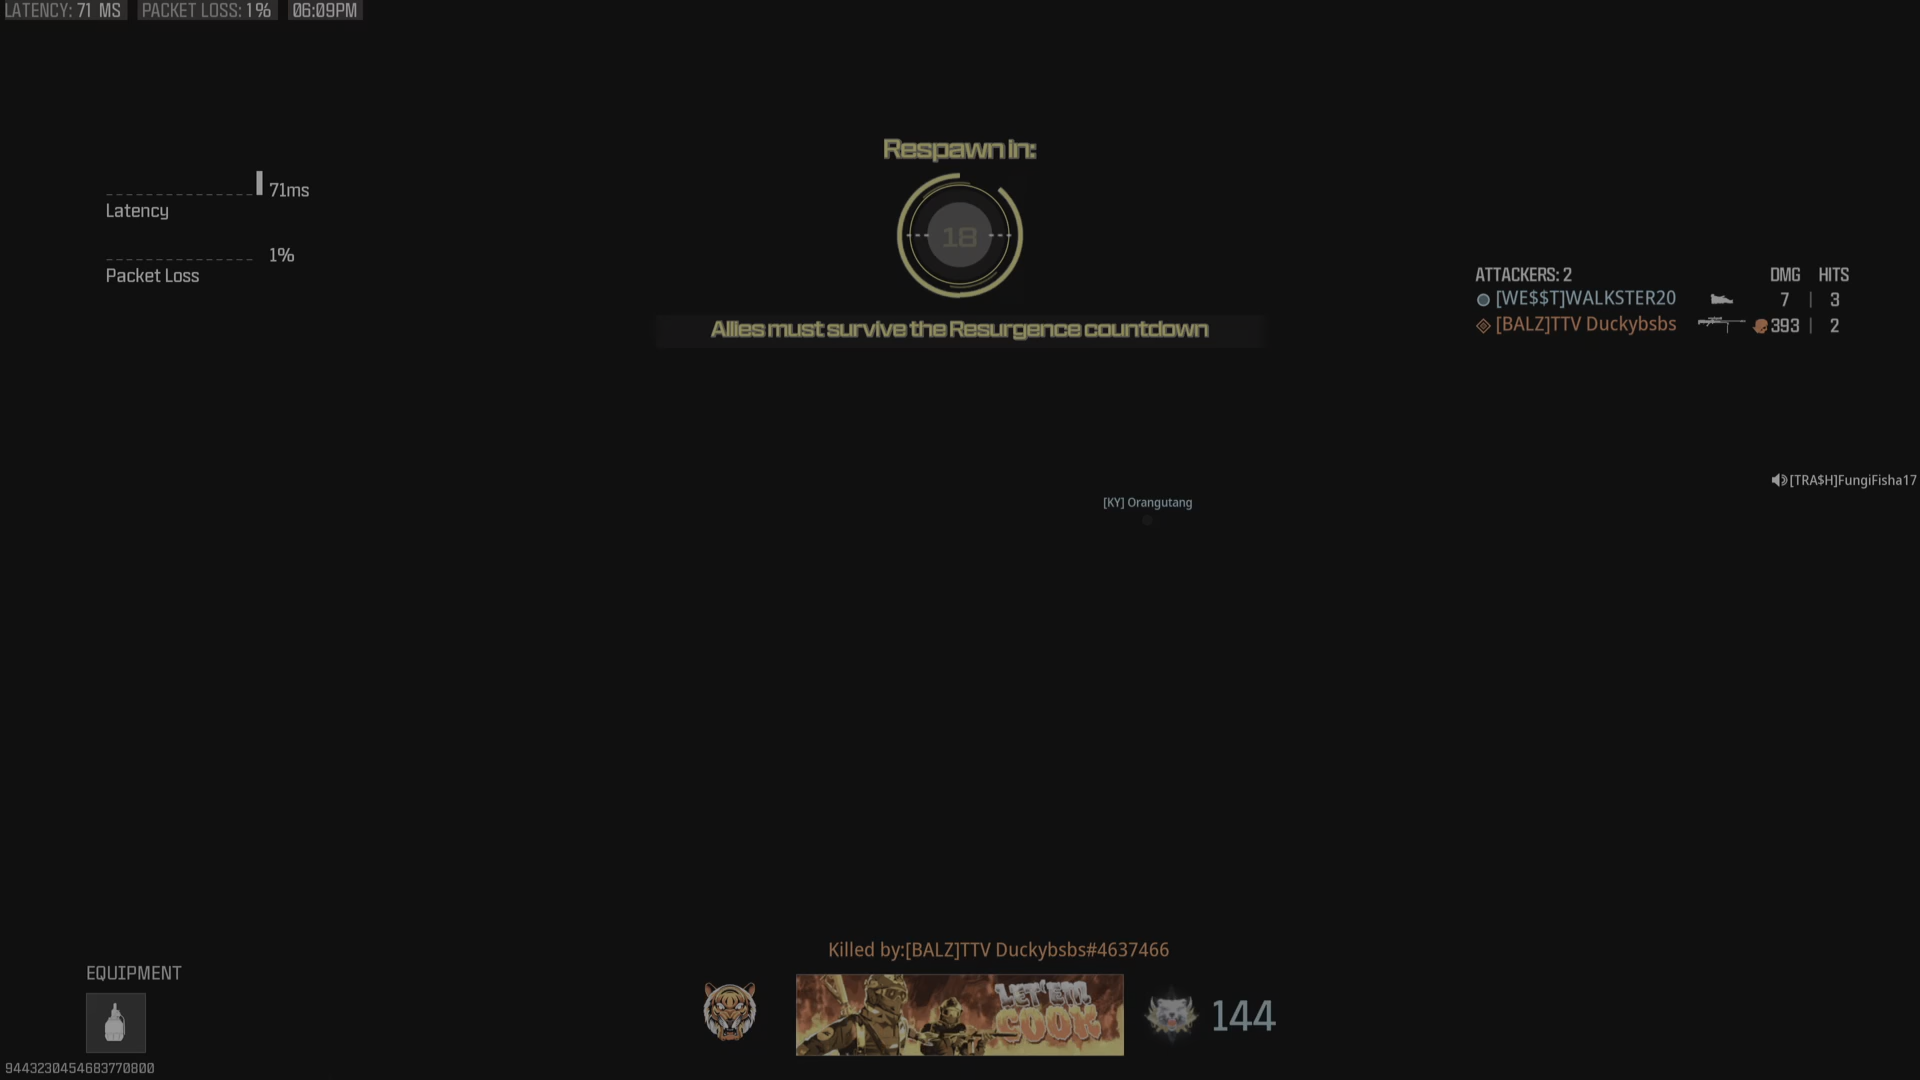 LATENCY: 71 MS PACKET LOSS: 1% 06:09PM
Respawn in:
18
Allies must survive the Resurgence countdown
71ms
Latency
1%
Packet Loss
ATTACKERS: 2 DMG HITS
[WE$$T]WALKSTER20 7 | 3
[BALZ]TTV Duckybsbs 393 | 2
[TRA$H]FungiFisha17
[KY] Orangutang
Killed by:[BALZ]TTV Duckybsbs#4637466
LET'EM
COOK
144
EQUIPMENT
9443230454683770800